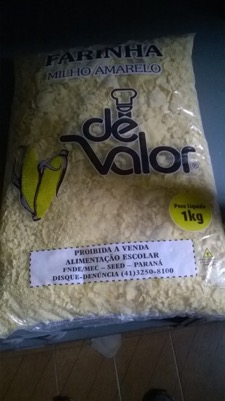 FARINHA
MILHO AMARELO
dé
Valor
Peso Líquido
1kg
PROIBIDA A VENDA
ALIMENTAÇÃO ESCOLAR
FNDE/MEC - SEED - PARANÁ
DISQUE-DENÚNCIA (41)3250-8100